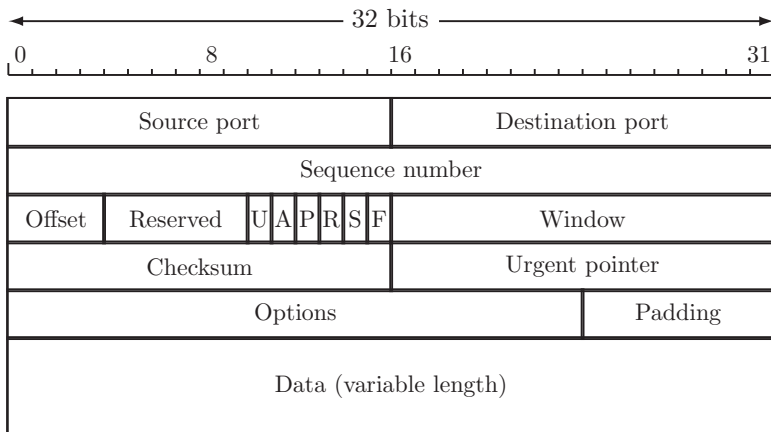 32 bits
0 8 16 31
Source port Destination port
Sequence number
Offset Reserved U A P R S F Window
Checksum Urgent pointer
Options Padding
Data (variable length)